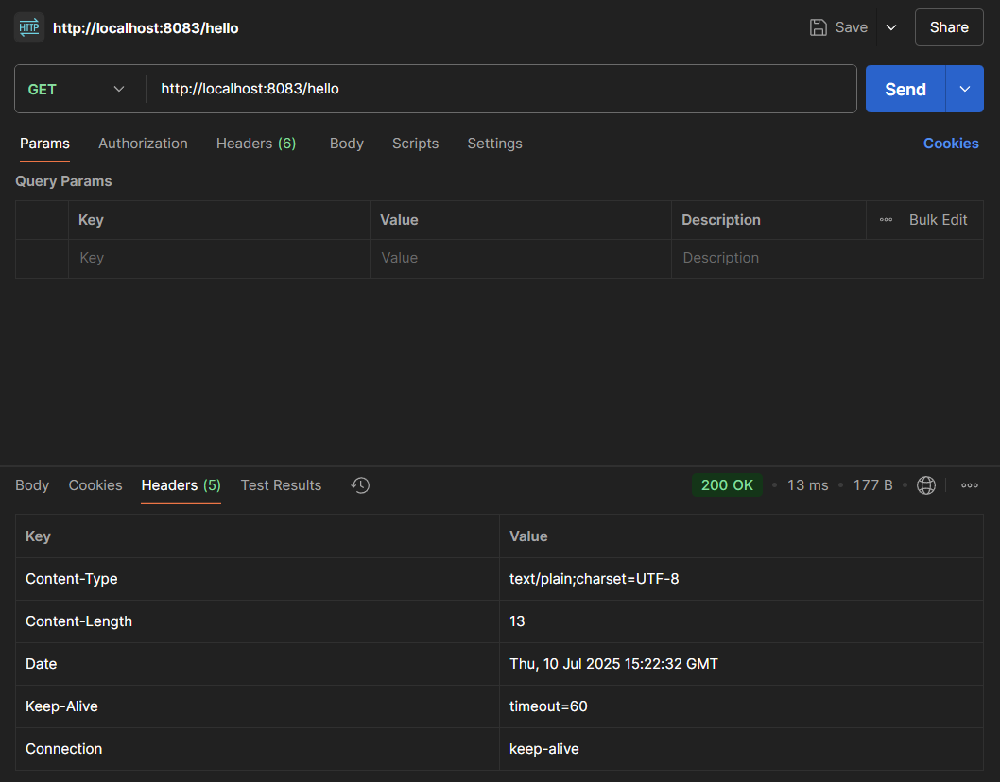 HTTP http://localhost:8083/hello Save Share
GET http://localhost:8083/hello Send
Params Authorization Headers (6) Body Scripts Settings Cookies
Query Params
Key Value Description Bulk Edit
Key Value Description
Body Cookies Headers (5) Test Results 200 OK • 13 ms • 177 B •
Key Value
Content-Type text/plain;charset=UTF-8
Content-Length 13
Date Thu, 10 Jul 2025 15:22:32 GMT
Keep-Alive timeout=60
Connection keep-alive